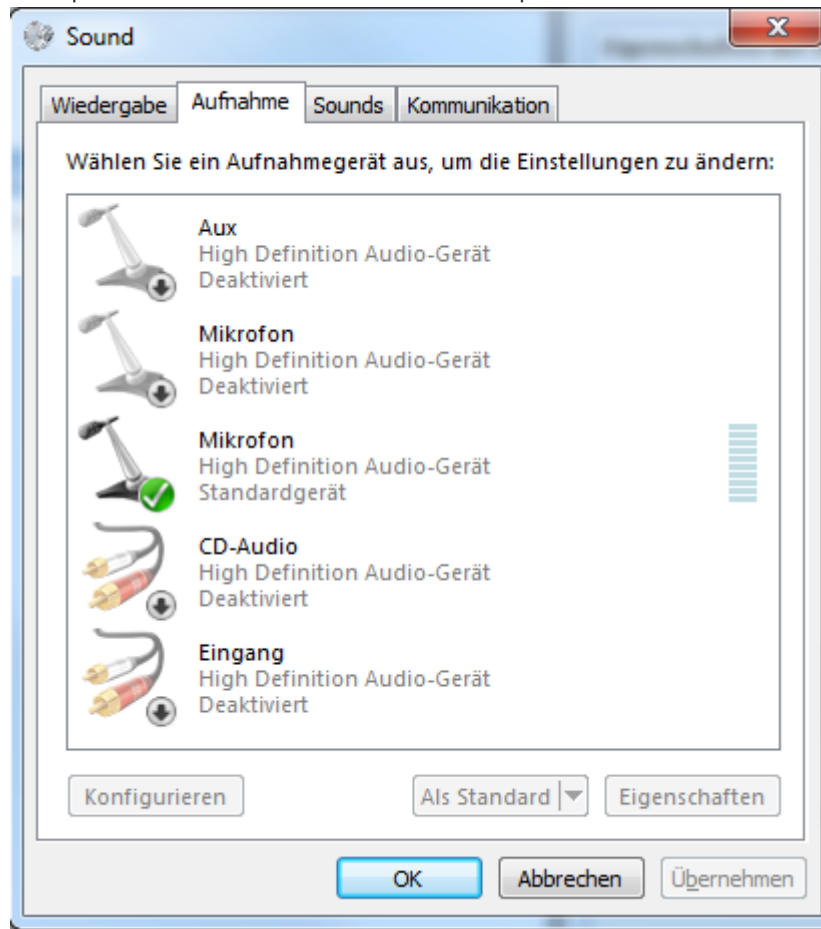 Sound
Wiedergabe Aufnahme Sounds Kommunikation
Wählen Sie ein Aufnahmegerät aus, um die Einstellungen zu ändern:
Aux
High Definition Audio-Gerät
Deaktiviert
Mikrofon
High Definition Audio-Gerät
Deaktiviert
Mikrofon
High Definition Audio-Gerät
Standardgerät
CD-Audio
High Definition Audio-Gerät
Deaktiviert
Eingang
High Definition Audio-Gerät
Deaktiviert
Konfigurieren Als Standard Eigenschaften
OK Abbrechen Übernehmen